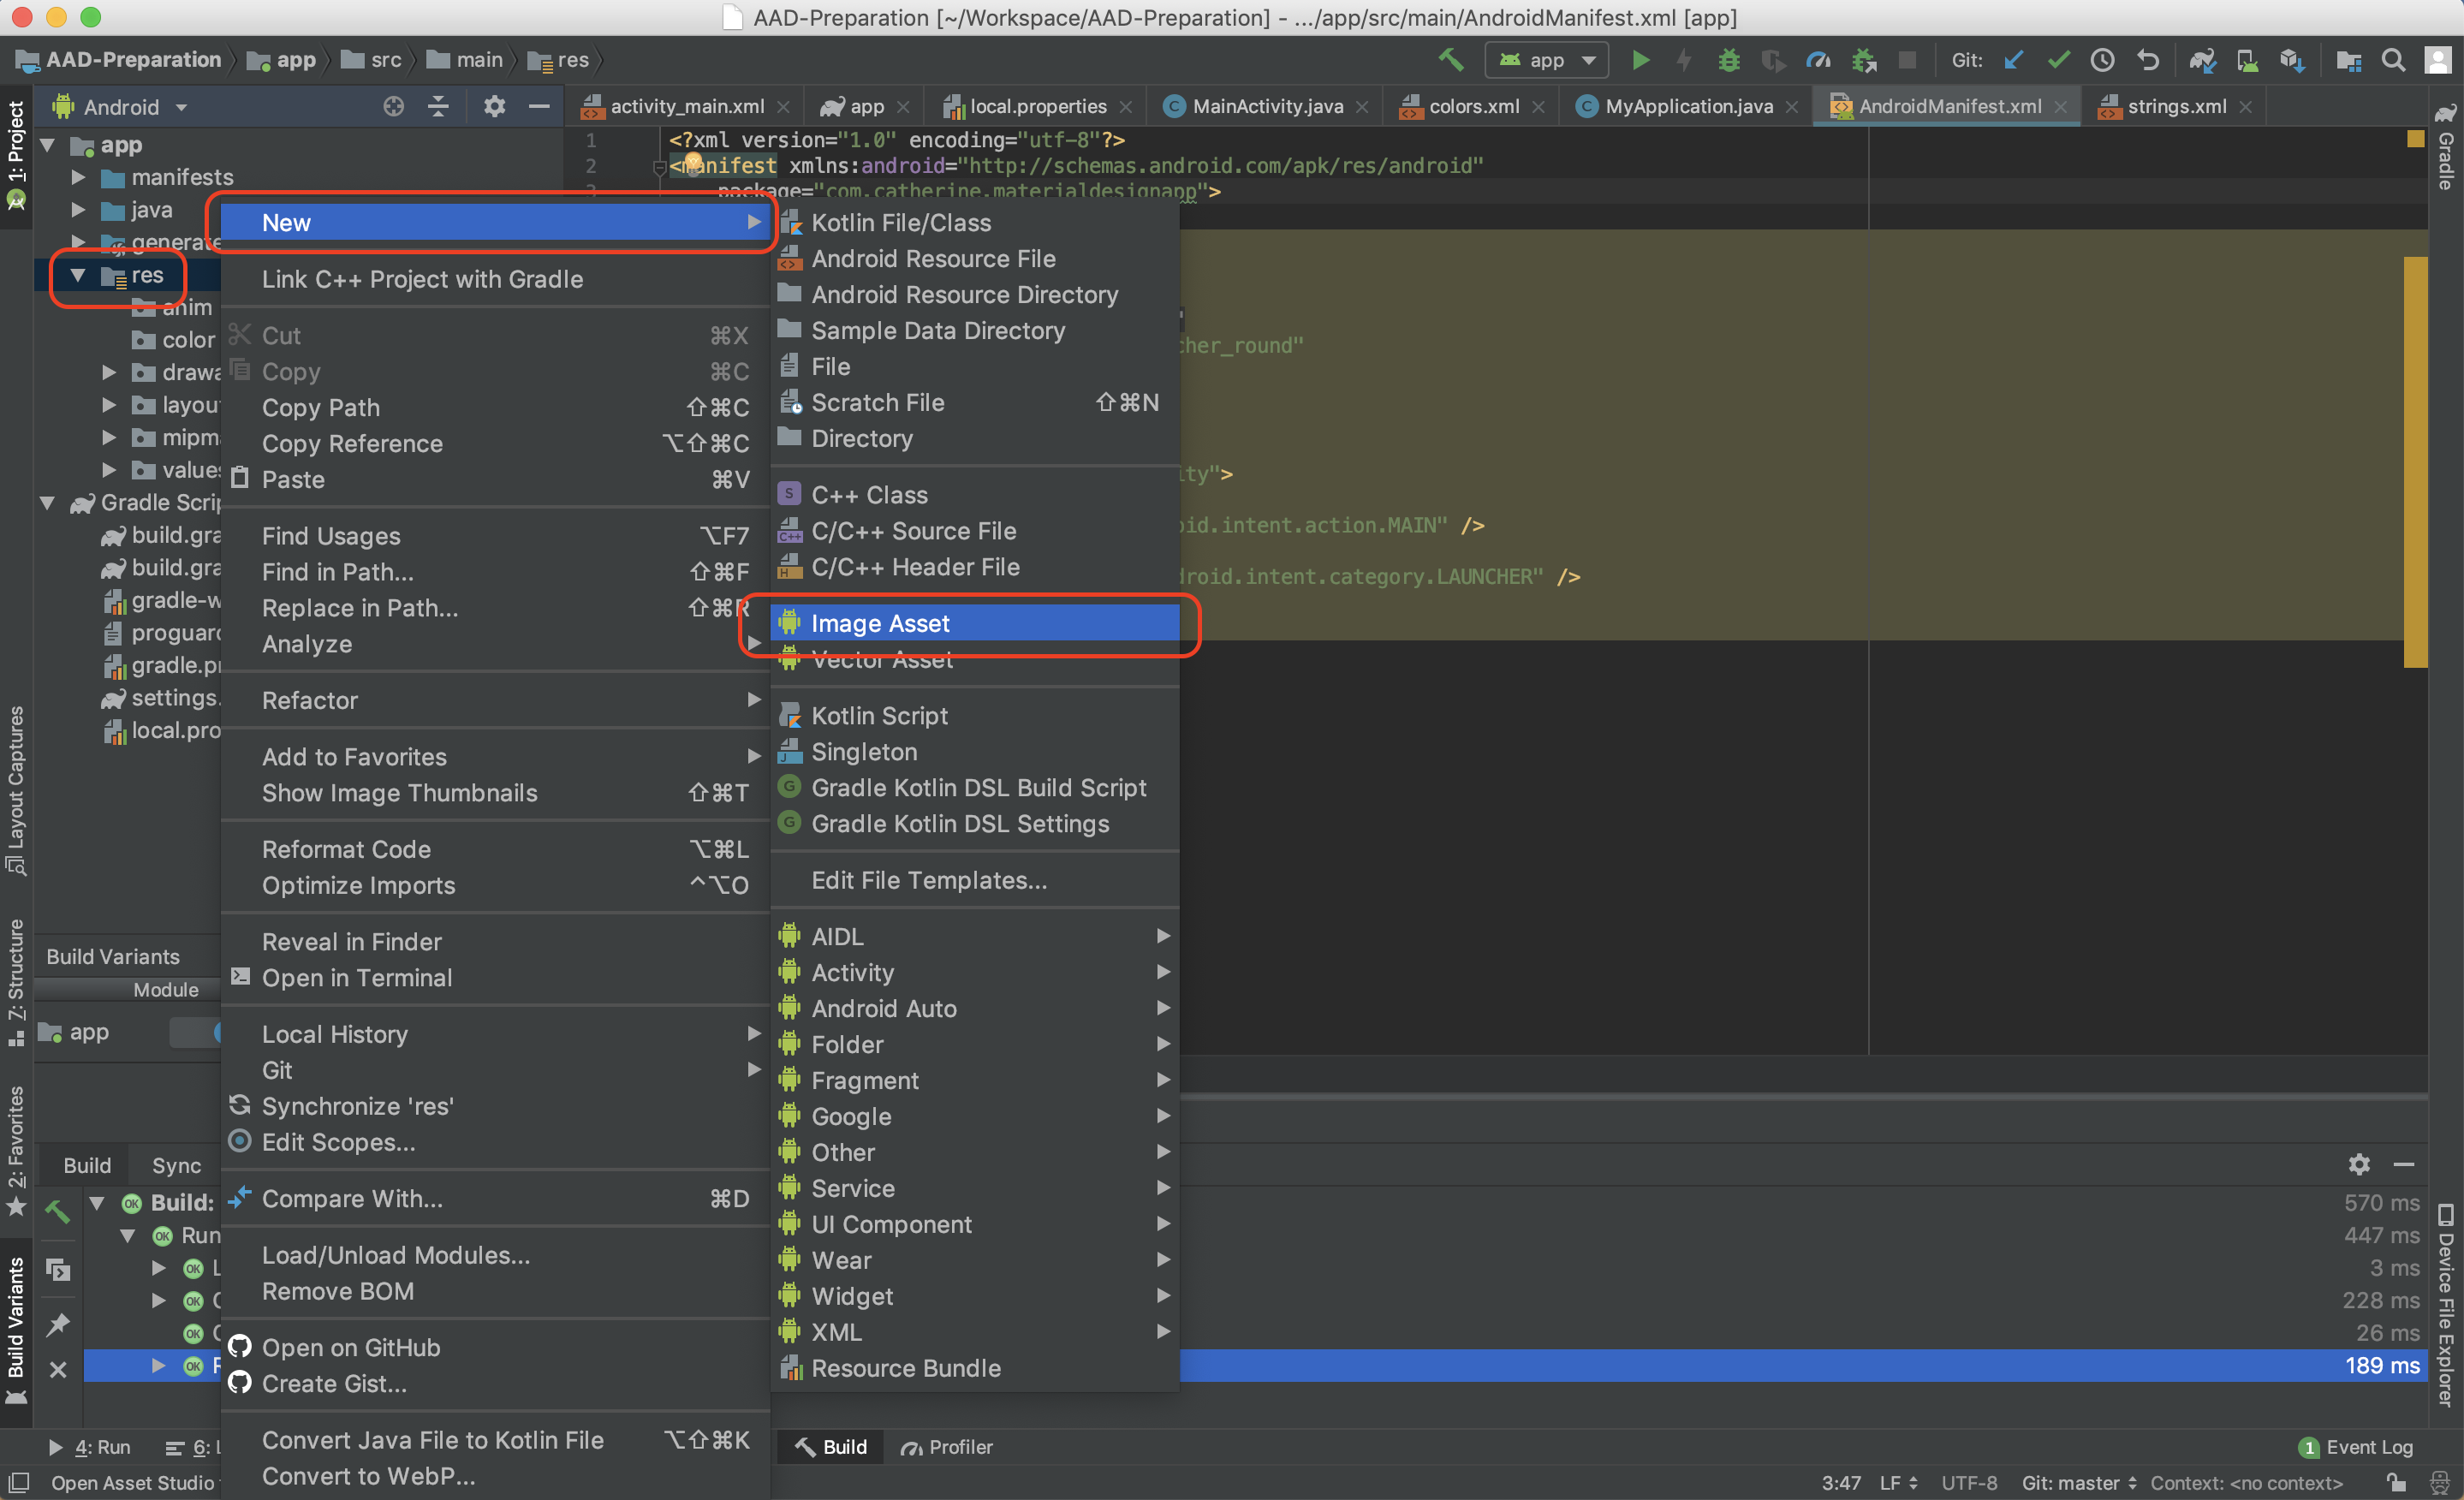 AAD-Preparation [~/Workspace/AAD-Preparation] - .../app/src/main/AndroidManifest.xml [app]
AAD-Preparation app src main res
app
Git:
Android
activity_main.xml app local.properties MainActivity.java colors.xml MyApplication.java AndroidManifest.xml strings.xml
1: Project
Layout Captures
7: Structure
2: Favorites
Build Variants
Gradle
Device File Explorer
app
manifests
java
generate
res
anim
color
drawa
layou
mipma
values
Gradle Scrip
build.gra
build.gra
gradle-w
proguard
gradle.pr
settings.
local.pro
1 <?xml version="1.0" encoding="utf-8"?>
2 <manifest xmlns:android="http://schemas.android.com/apk/res/android"
3 package="com.catherine.materialdesignapp">
cher_round"
ity">
oid.intent.action.MAIN" />
droid.intent.category.LAUNCHER" />
New
Link C++ Project with Gradle
Cut ⌘X
Copy ⌘C
Copy Path ⇧⌘C
Copy Reference ⌥⇧⌘C
Paste ⌘V
Find Usages ⌥F7
Find in Path... ⇧⌘F
Replace in Path... ⇧⌘R
Analyze
Refactor
Add to Favorites
Show Image Thumbnails ⇧⌘T
Reformat Code ⌥⌘L
Optimize Imports ^⌥O
Reveal in Finder
Open in Terminal
Local History
Git
Synchronize 'res'
Edit Scopes...
Compare With... ⌘D
Load/Unload Modules...
Remove BOM
Open on GitHub
Create Gist...
Convert Java File to Kotlin File ⌥⇧⌘K
Convert to WebP...
Kotlin File/Class
Android Resource File
Android Resource Directory
Sample Data Directory
File
Scratch File ⇧⌘N
Directory
C++ Class
C/C++ Source File
C/C++ Header File
Image Asset
Vector Asset
Kotlin Script
Singleton
Gradle Kotlin DSL Build Script
Gradle Kotlin DSL Settings
Edit File Templates...
AIDL
Activity
Android Auto
Folder
Fragment
Google
Other
Service
UI Component
Wear
Widget
XML
Resource Bundle
Build Variants
Module
app
Build Sync
Build: 570 ms
Run 447 ms
L 3 ms
C 228 ms
C 26 ms
R 189 ms
4: Run 6: L Build Profiler 1 Event Log
Open Asset Studio 3:47 LF UTF-8 Git: master Context: <no context>